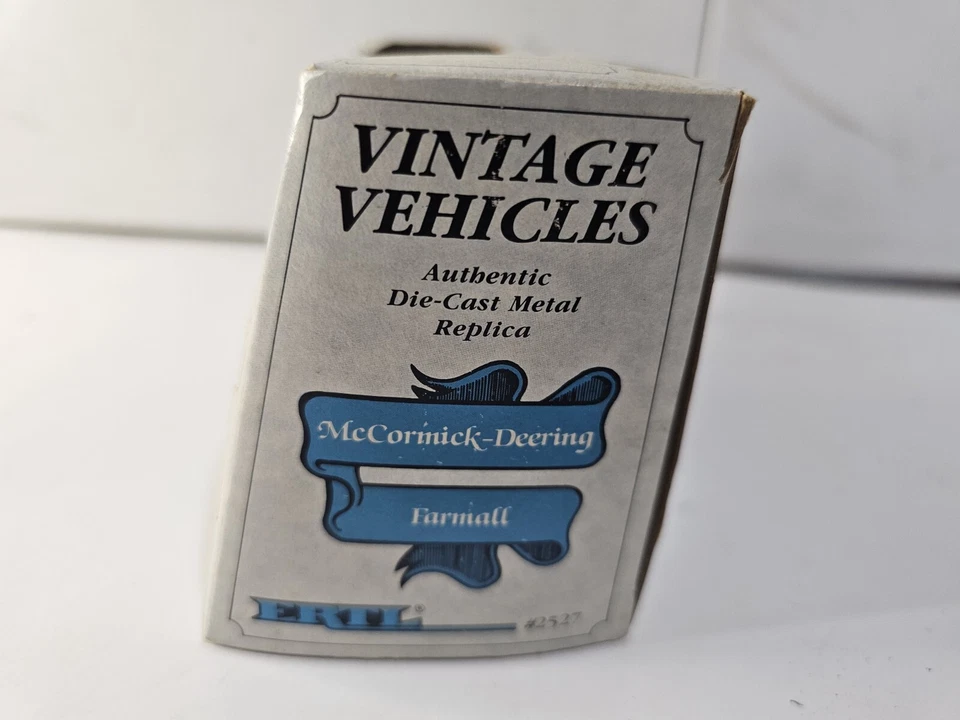 VINTAGE
VEHICLES
Authentic
Die-Cast Metal
Replica
McCormick-Deering
Farmall
ERTL® #2527